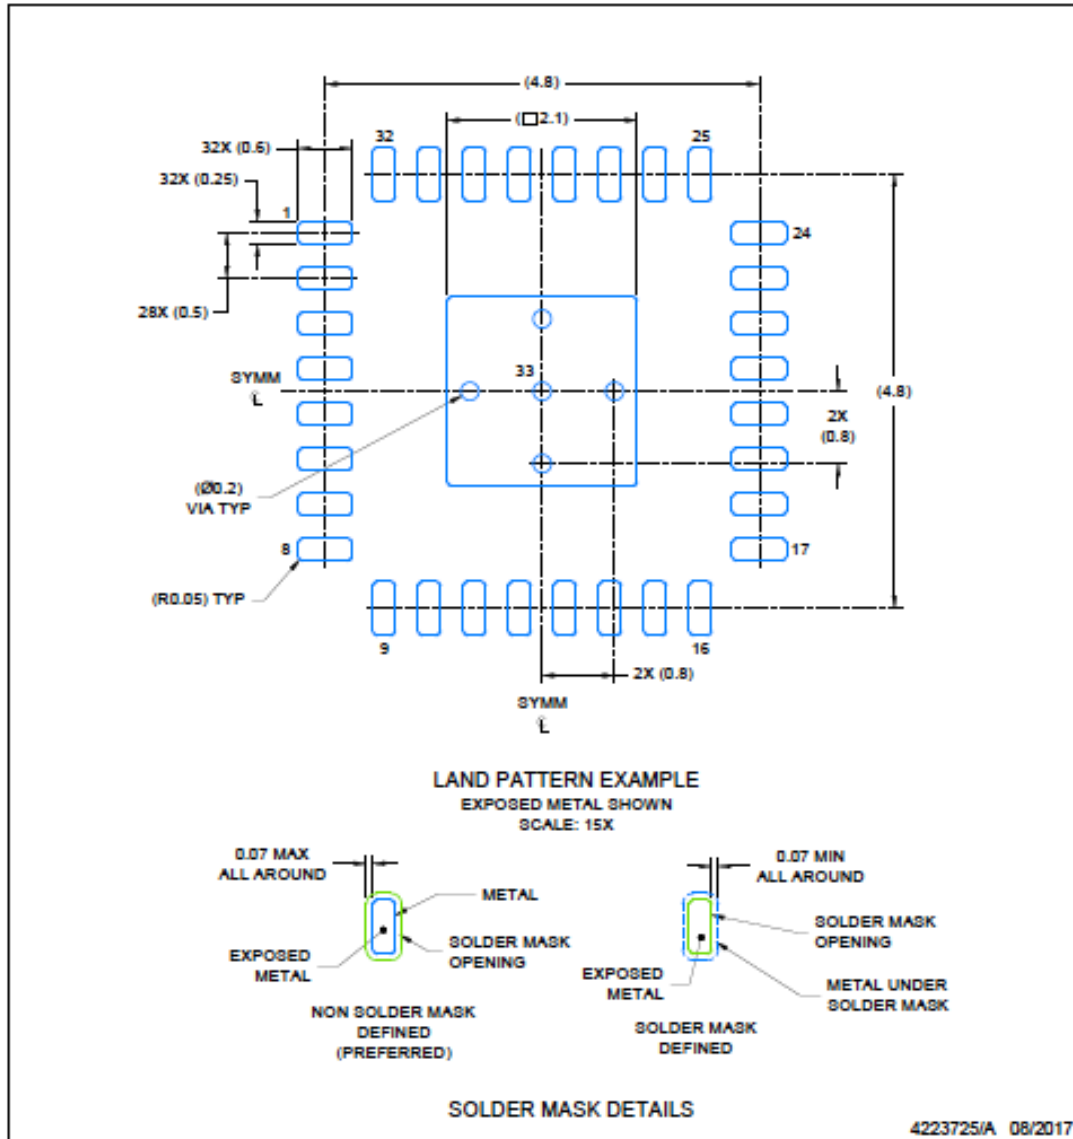 (4.8)
(□2.1)
32
25
32X (0.6)
32X (0.25)
1
24
28X (0.5)
SYMM
℄
33
(4.8)
2X
(0.8)
(Ø0.2)
VIA TYP
8
17
(R0.05) TYP
9
16
2X (0.8)
SYMM
℄
LAND PATTERN EXAMPLE
EXPOSED METAL SHOWN
SCALE: 15X
0.07 MAX
ALL AROUND
METAL
EXPOSED
METAL
SOLDER MASK
OPENING
NON SOLDER MASK
DEFINED
(PREFERRED)
0.07 MIN
ALL AROUND
SOLDER MASK
OPENING
EXPOSED
METAL
METAL UNDER
SOLDER MASK
SOLDER MASK
DEFINED
SOLDER MASK DETAILS
4223725/A 08/2017